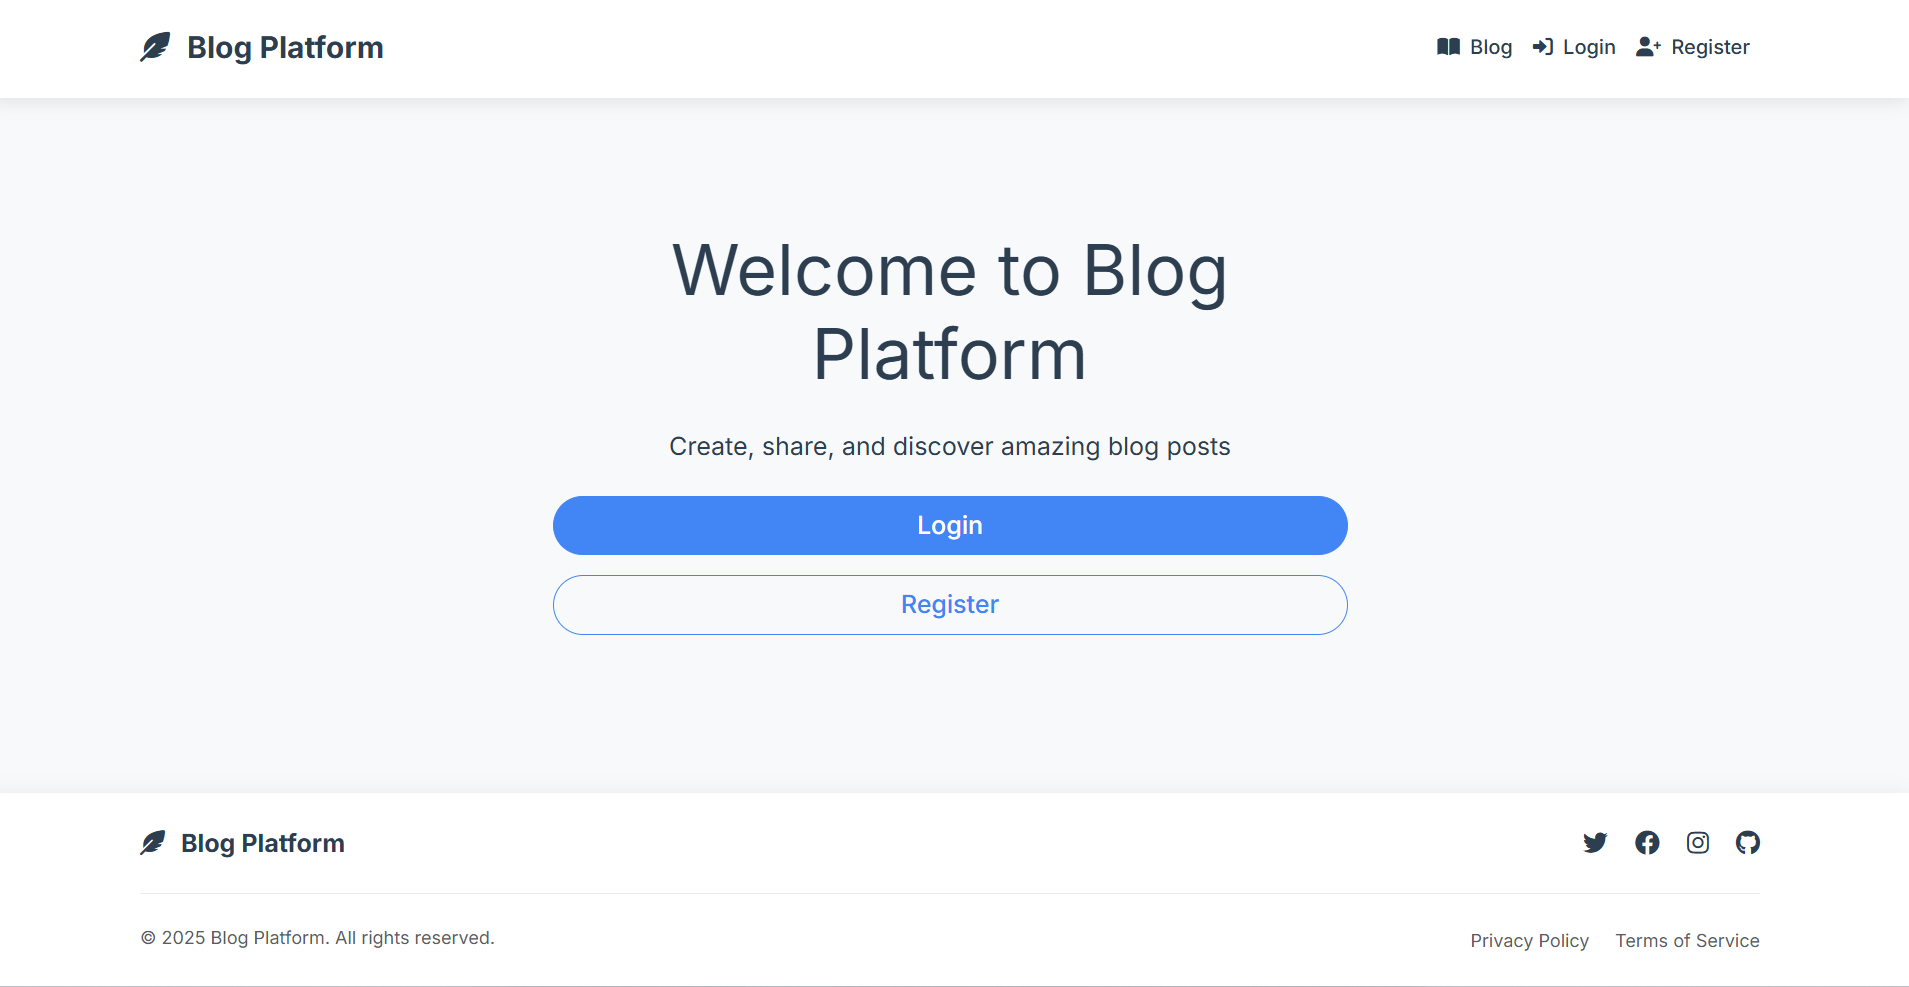 Blog Platform
Blog Login Register
Welcome to Blog
Platform
Create, share, and discover amazing blog posts
Login
Register
Blog Platform
© 2025 Blog Platform. All rights reserved.
Privacy Policy Terms of Service